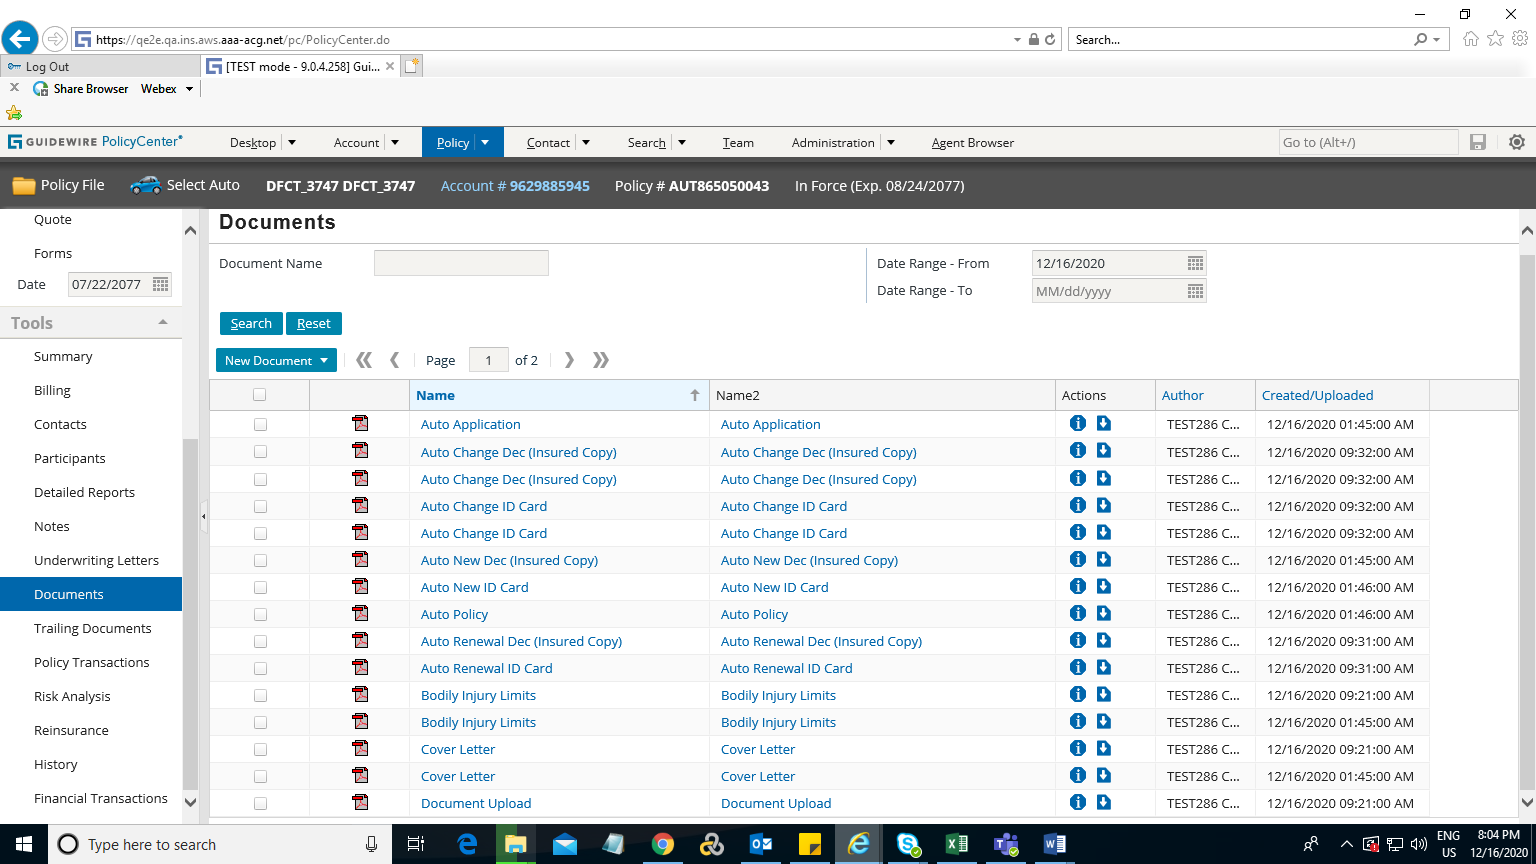 https://qe2e.qa.ins.aws.aaa-acg.net/pc/PolicyCenter.do
Search...
Log Out
[TEST mode - 9.0.4.258] Gui...
Share Browser Webex
GUIDEWIRE PolicyCenter
Desktop Account Policy Contact Search Team Administration Agent Browser Go to (Alt+/)
Policy File Select Auto DFCT_3747 DFCT_3747 Account # 9629885945 Policy # AUT865050043 In Force (Exp. 08/24/2077)
Quote
Forms
Date 07/22/2077
Tools
Summary
Billing
Contacts
Participants
Detailed Reports
Notes
Underwriting Letters
Documents
Trailing Documents
Policy Transactions
Risk Analysis
Reinsurance
History
Financial Transactions
Documents
Document Name
Date Range - From 12/16/2020
Date Range - To MM/dd/yyyy
Search Reset
New Document Page 1 of 2
Name Name2 Actions Author Created/Uploaded
Auto Application Auto Application TEST286 C... 12/16/2020 01:45:00 AM
Auto Change Dec (Insured Copy) Auto Change Dec (Insured Copy) TEST286 C... 12/16/2020 09:32:00 AM
Auto Change Dec (Insured Copy) Auto Change Dec (Insured Copy) TEST286 C... 12/16/2020 09:32:00 AM
Auto Change ID Card Auto Change ID Card TEST286 C... 12/16/2020 09:32:00 AM
Auto Change ID Card Auto Change ID Card TEST286 C... 12/16/2020 09:32:00 AM
Auto New Dec (Insured Copy) Auto New Dec (Insured Copy) TEST286 C... 12/16/2020 01:45:00 AM
Auto New ID Card Auto New ID Card TEST286 C... 12/16/2020 01:46:00 AM
Auto Policy Auto Policy TEST286 C... 12/16/2020 01:46:00 AM
Auto Renewal Dec (Insured Copy) Auto Renewal Dec (Insured Copy) TEST286 C... 12/16/2020 09:31:00 AM
Auto Renewal ID Card Auto Renewal ID Card TEST286 C... 12/16/2020 09:31:00 AM
Bodily Injury Limits Bodily Injury Limits TEST286 C... 12/16/2020 09:21:00 AM
Bodily Injury Limits Bodily Injury Limits TEST286 C... 12/16/2020 01:45:00 AM
Cover Letter Cover Letter TEST286 C... 12/16/2020 09:21:00 AM
Cover Letter Cover Letter TEST286 C... 12/16/2020 01:45:00 AM
Document Upload Document Upload TEST286 C... 12/16/2020 09:21:00 AM
Type here to search
ENG
US
8:04 PM
12/16/2020